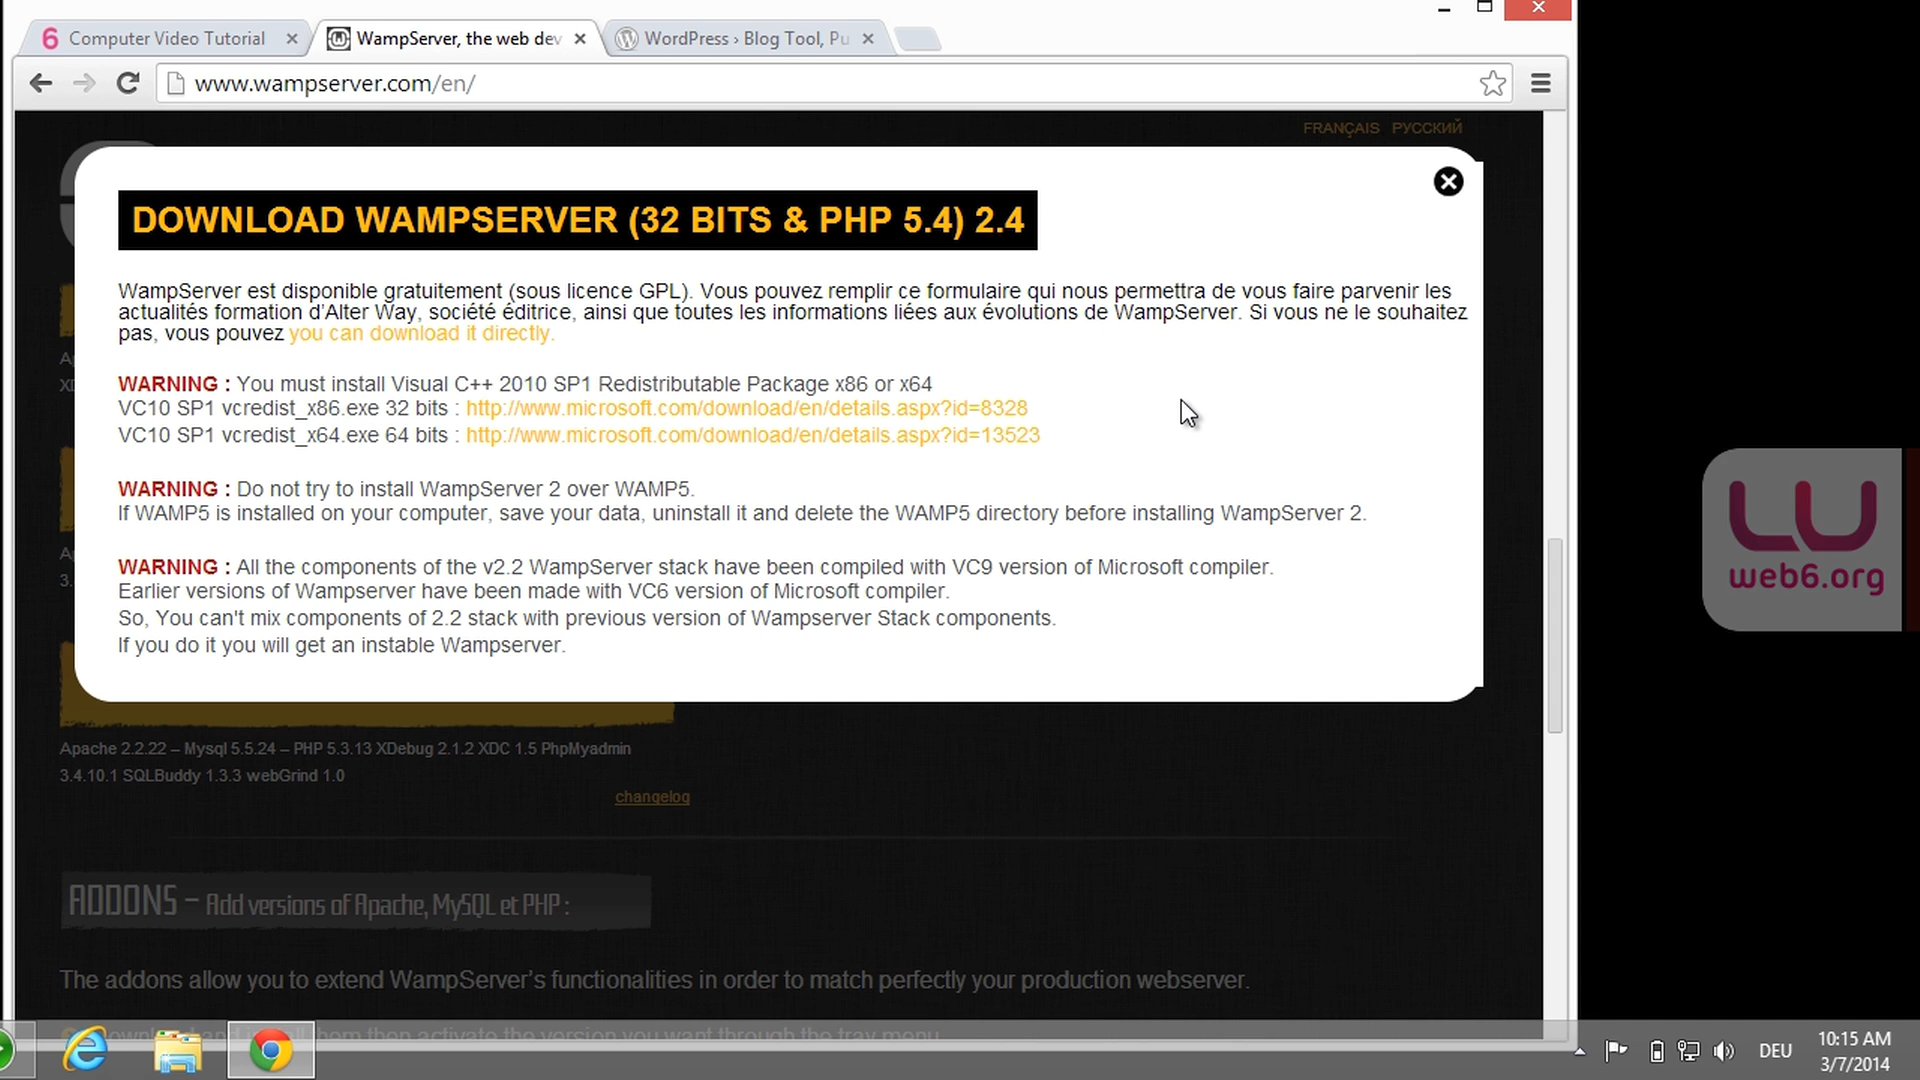 Computer Video Tutorial
WampServer, the web dev
WordPress › Blog Tool, Pu
www.wampserver.com/en/
FRANÇAIS РУССКИЙ
DOWNLOAD WAMPSERVER (32 BITS & PHP 5.4) 2.4
WampServer est disponible gratuitement (sous licence GPL). Vous pouvez remplir ce formulaire qui nous permettra de vous faire parvenir les
actualités formation d'Alter Way, société éditrice, ainsi que toutes les informations liées aux évolutions de WampServer. Si vous ne le souhaitez
pas, vous pouvez you can download it directly.
WARNING : You must install Visual C++ 2010 SP1 Redistributable Package x86 or x64
VC10 SP1 vcredist_x86.exe 32 bits : http://www.microsoft.com/download/en/details.aspx?id=8328
VC10 SP1 vcredist_x64.exe 64 bits : http://www.microsoft.com/download/en/details.aspx?id=13523
WARNING : Do not try to install WampServer 2 over WAMP5.
If WAMP5 is installed on your computer, save your data, uninstall it and delete the WAMP5 directory before installing WampServer 2.
WARNING : All the components of the v2.2 WampServer stack have been compiled with VC9 version of Microsoft compiler.
Earlier versions of Wampserver have been made with VC6 version of Microsoft compiler.
So, You can't mix components of 2.2 stack with previous version of Wampserver Stack components.
If you do it you will get an instable Wampserver.
Apache 2.2.22 – Mysql 5.5.24 – PHP 5.3.13 XDebug 2.1.2 XDC 1.5 PhpMyadmin
3.4.10.1 SQLBuddy 1.3.3 webGrind 1.0
changelog
ADDONS – Add versions of Apache, MySQL et PHP :
The addons allow you to extend WampServer's functionalities in order to match perfectly your production webserver.
them then activate the version you want through the tray menu
web6.org
DEU
10:15 AM
3/7/2014